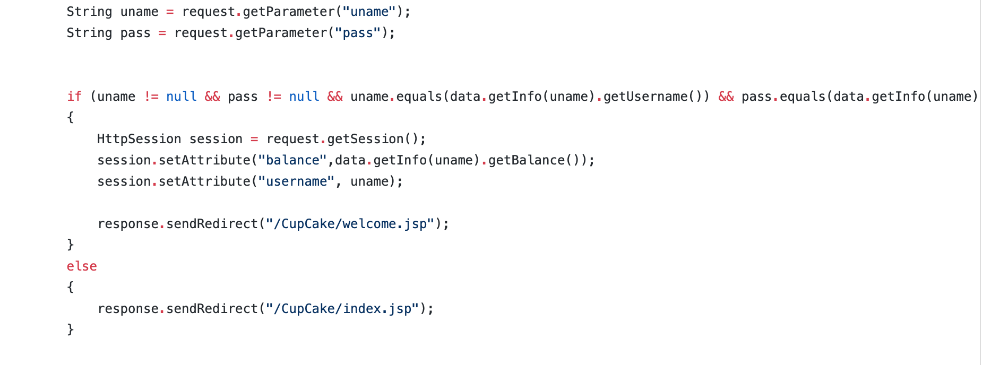 String uname = request.getParameter("uname");
String pass = request.getParameter("pass");
if (uname != null && pass != null && uname.equals(data.getInfo(uname).getUsername()) && pass.equals(data.getInfo(uname)
{
HttpSession session = request.getSession();
session.setAttribute("balance",data.getInfo(uname).getBalance());
session.setAttribute("username", uname);
response.sendRedirect("/CupCake/welcome.jsp");
}
else
{
response.sendRedirect("/CupCake/index.jsp");
}